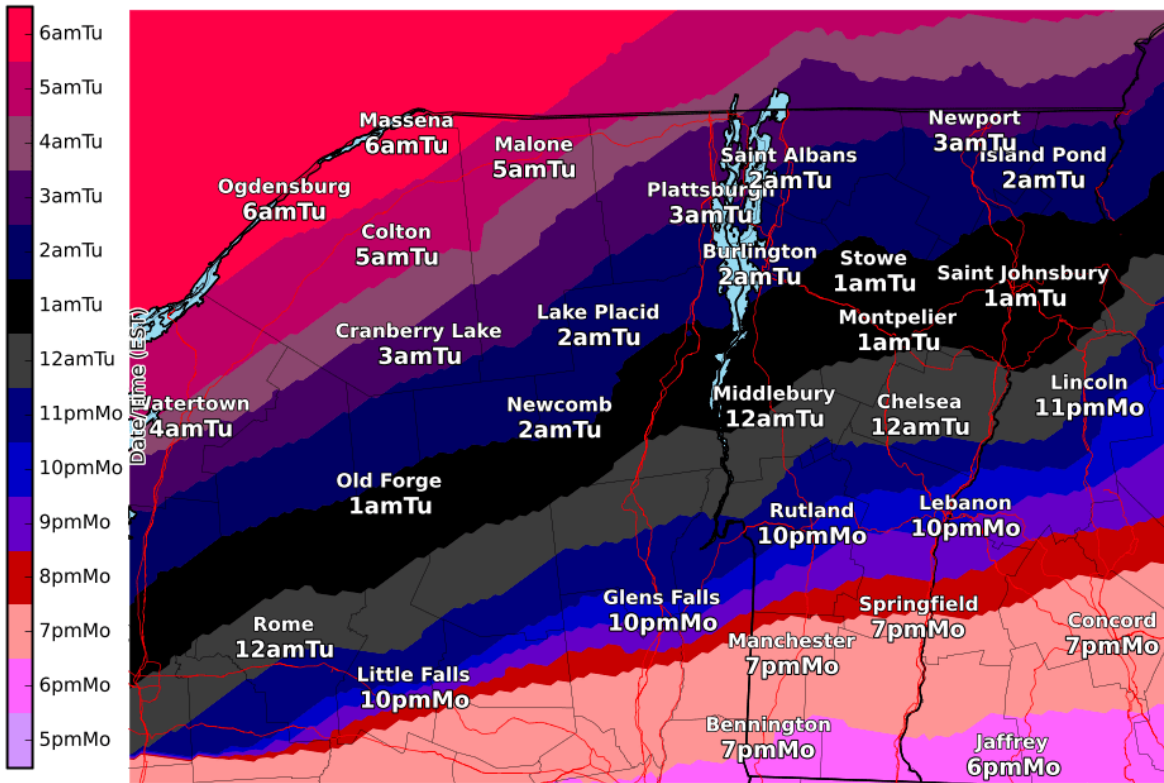 6amTu
5amTu
4amTu
3amTu
2amTu
1amTu
12amTu
11pmMo
10pmMo
9pmMo
8pmMo
7pmMo
6pmMo
5pmMo
Date/Time (EST)
Massena
6amTu
Malone
5amTu
Newport
3amTu
Saint Albans
2amTu
Island Pond
2amTu
Ogdensburg
6amTu
Plattsburgh
3amTu
Colton
5amTu
Burlington
2amTu
Stowe
1amTu
Saint Johnsbury
1amTu
Lake Placid
2amTu
Montpelier
1amTu
Cranberry Lake
3amTu
Lincoln
11pmMo
Watertown
4amTu
Newcomb
2amTu
Middlebury
12amTu
Chelsea
12amTu
Old Forge
1amTu
Rutland
10pmMo
Lebanon
10pmMo
Glens Falls
10pmMo
Springfield
7pmMo
Concord
7pmMo
Rome
12amTu
Manchester
7pmMo
Little Falls
10pmMo
Bennington
7pmMo
Jaffrey
6pmMo